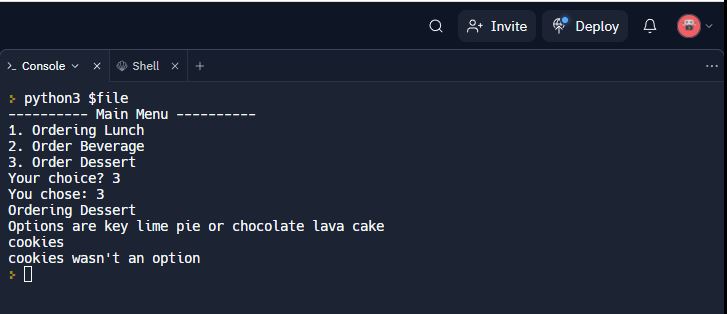 Invite
Deploy
Console
Shell
python3 $file
---------- Main Menu ----------
1. Ordering Lunch
2. Order Beverage
3. Order Dessert
Your choice? 3
You chose: 3
Ordering Dessert
Options are key lime pie or chocolate lava cake
cookies
cookies wasn't an option